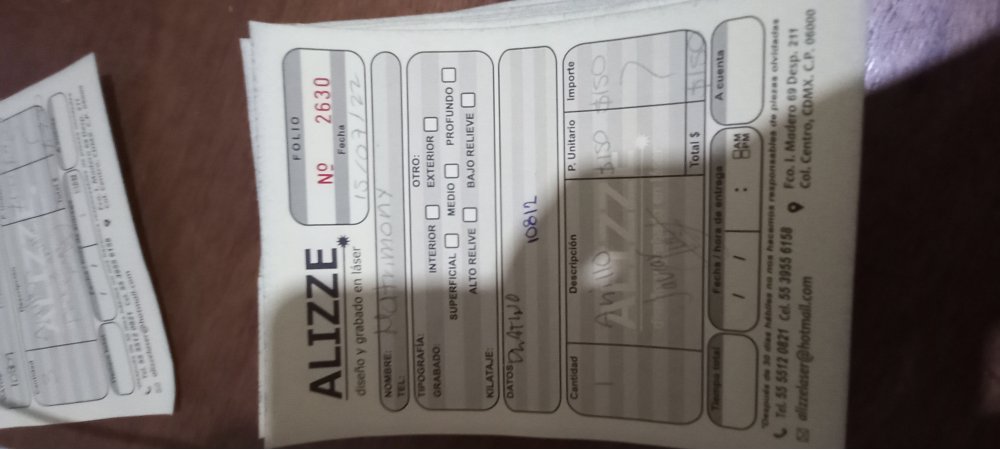 ALIZZE
diseño y grabado en láser
FOLIO
Nº 2630
Fecha
15/07/22
NOMBRE: Matrimony
TEL:
TIPOGRAFÍA: OTRO:
GRABADO: INTERIOR EXTERIOR
SUPERFICIAL MEDIO PROFUNDO
ALTO RELIVE BAJO RELIEVE
KILATAJE:
DATOS
10812
Cantidad Descripción P. Unitario Importe
1 Anillo $150 $150
Total $ $150
Tiempo total Fecha / hora de entrega A cuenta
/ / : AM PM
*Después de 30 días hábiles no nos hacemos responsables de piezas olvidadas
Tel. 55 5512 0821 Cel. 55 3955 6158
alizzelaser@hotmail.com
Fco. I. Madero 69 Desp. 211
Col. Centro, CDMX. C.P. 06000